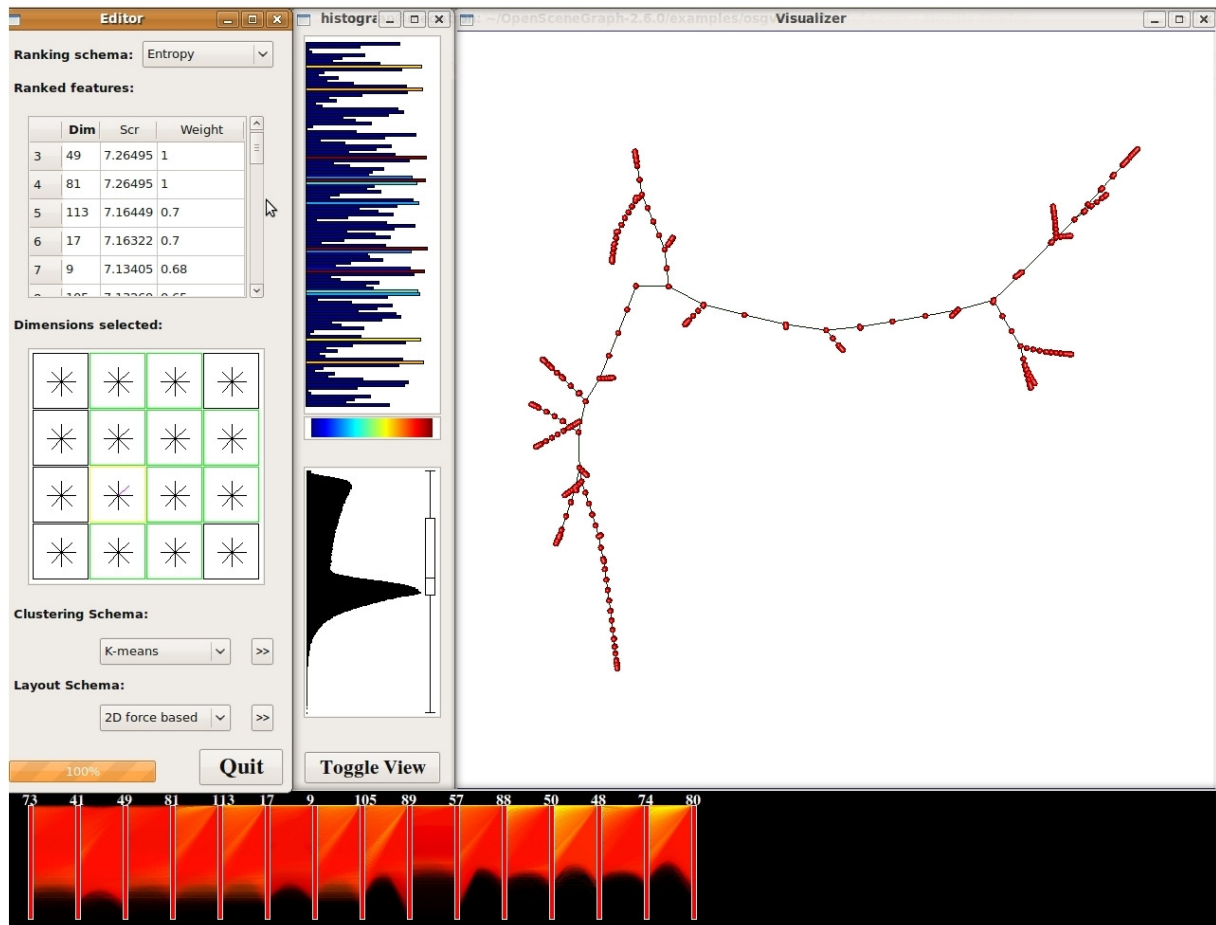 Editor
histogra
: ~/OpenSceneGraph-2.6.0/examples/osg
Visualizer
Ranking schema: Entropy
Ranked features:
Dim Scr Weight
3 49 7.26495 1
4 81 7.26495 1
5 113 7.16449 0.7
6 17 7.16322 0.7
7 9 7.13405 0.68
Dimensions selected:
Clustering Schema:
K-means >>
Layout Schema:
2D force based >>
100%
Quit
Toggle View
73 41 49 81 113 17 9 105 89 57 88 50 48 74 80